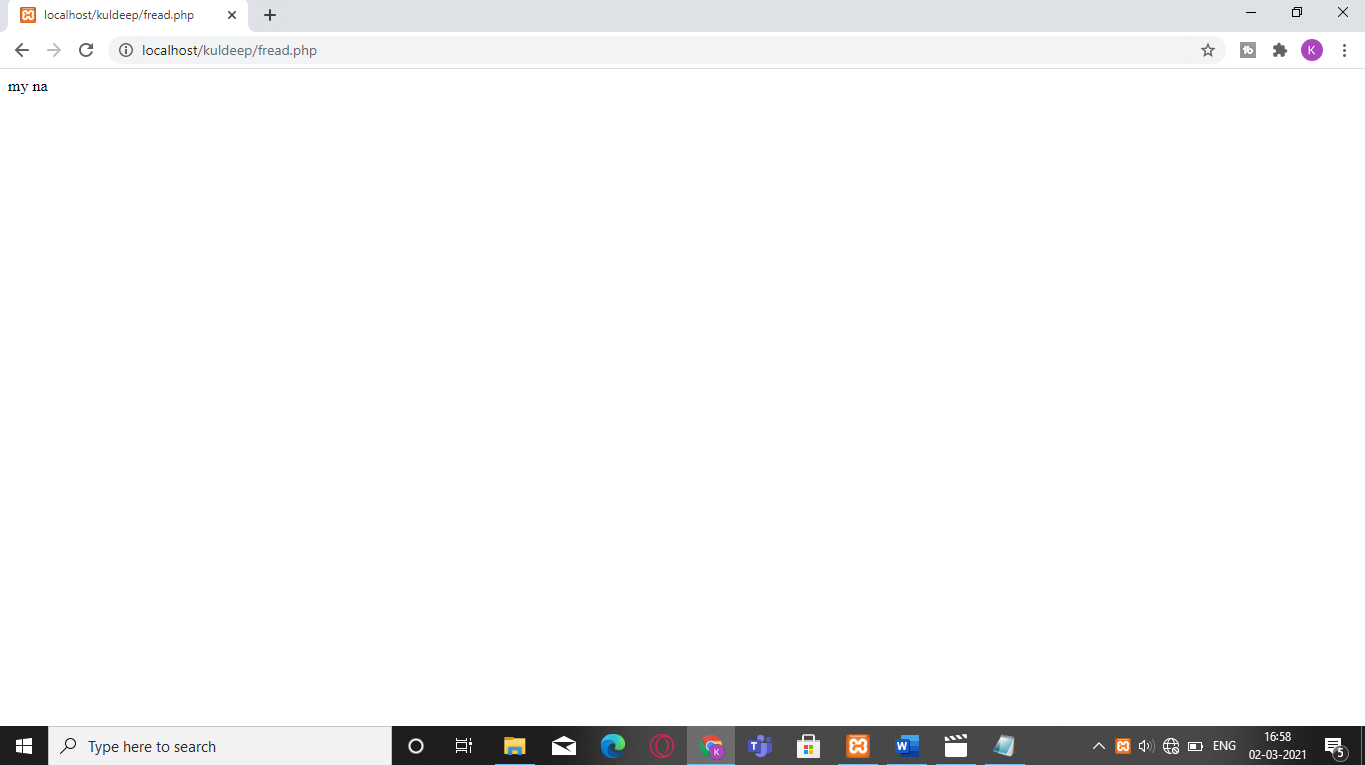 localhost/kuldeep/fread.php
localhost/kuldeep/fread.php
K
my na
Type here to search
K
W
ENG
16:58
02-03-2021
5